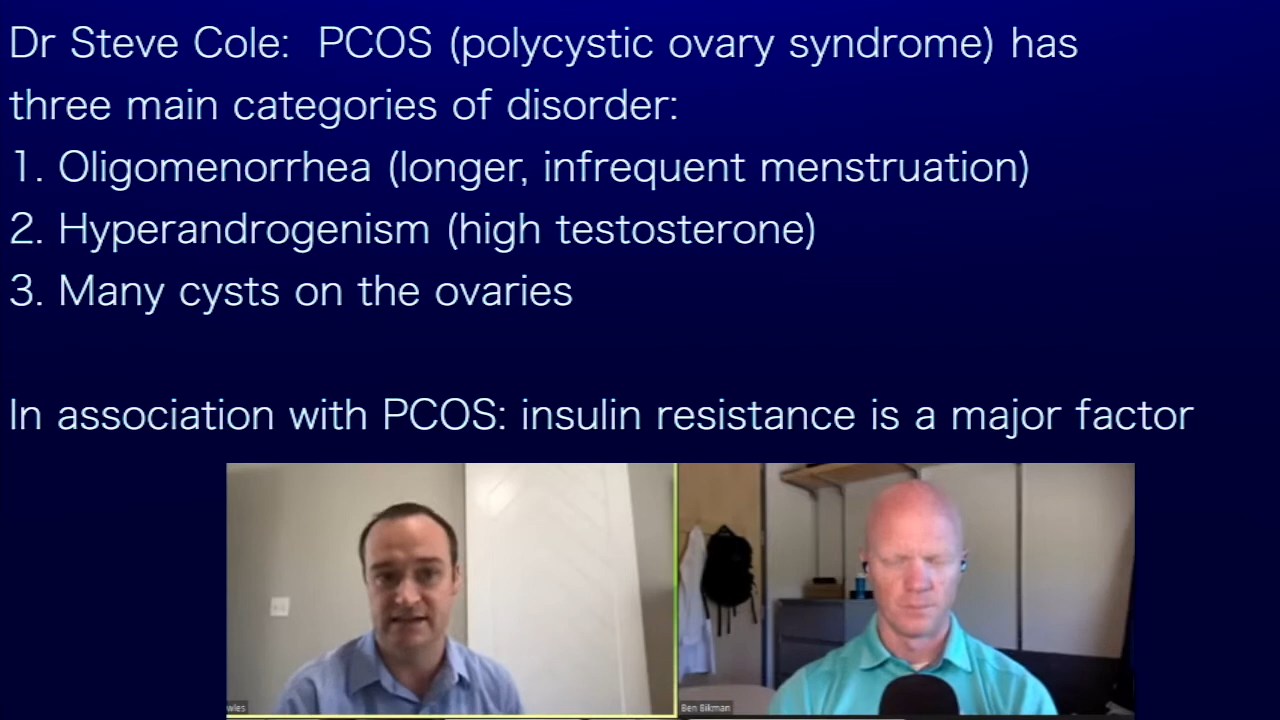 Dr Steve Cole:  PCOS (polycystic ovary syndrome) has
three main categories of disorder:
1. Oligomenorrhea (longer, infrequent menstruation)
2. Hyperandrogenism (high testosterone)
3. Many cysts on the ovaries
In association with PCOS: insulin resistance is a major factor
wles
Ben Bikman